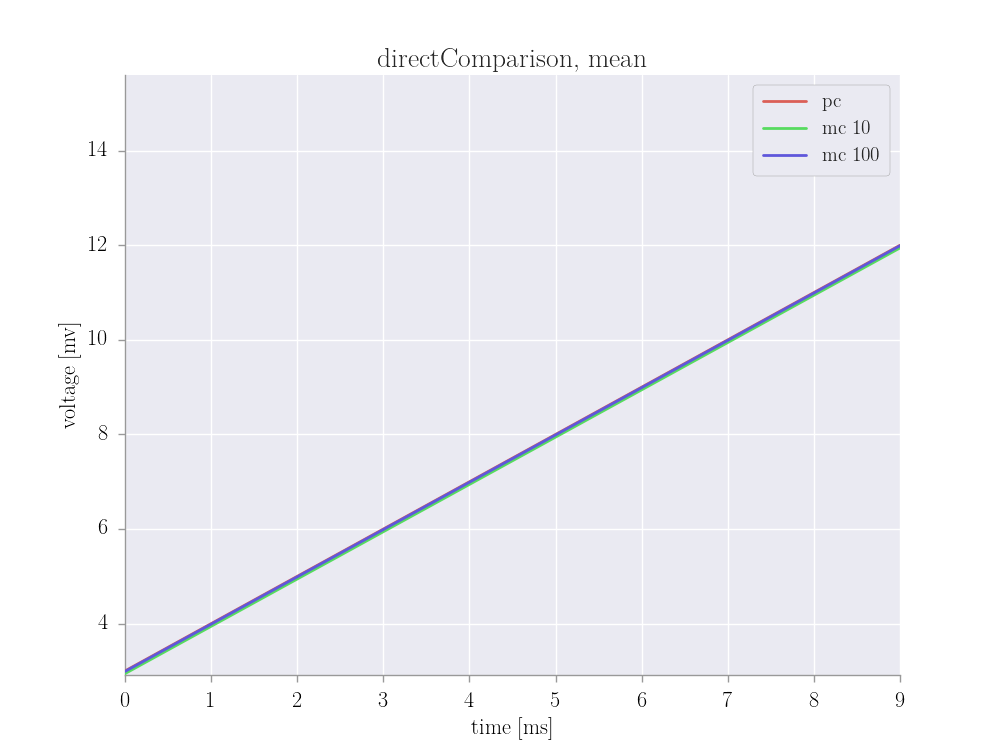 directComparison, mean
pc
mc 10
mc 100
14
12
10
8
6
4
voltage [mv]
0 1 2 3 4 5 6 7 8 9
time [ms]